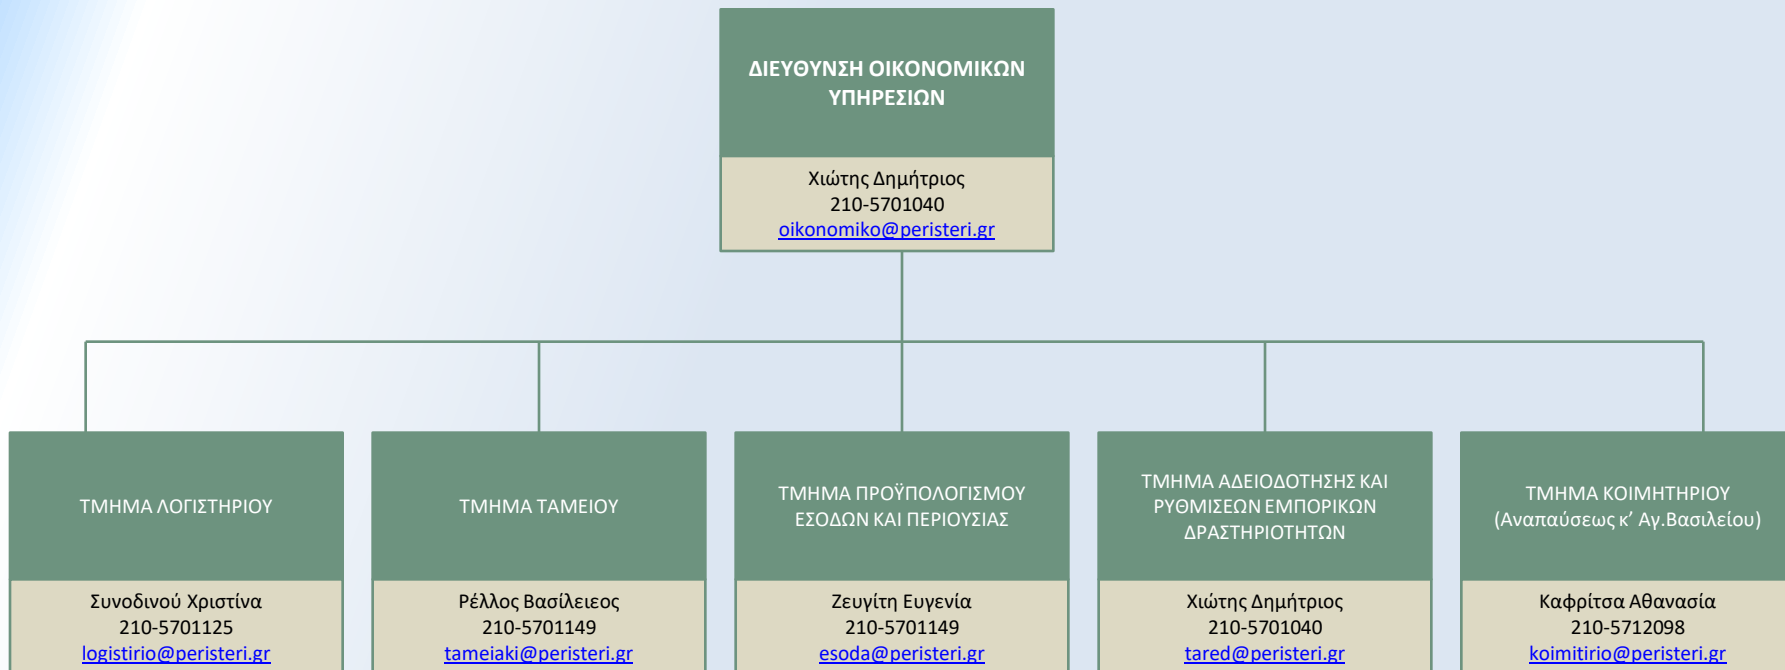 ΔΙΕΥΘΥΝΣΗ ΟΙΚΟΝΟΜΙΚΩΝ
ΥΠΗΡΕΣΙΩΝ
Χιώτης Δημήτριος
210-5701040
oikonomiko@peristeri.gr
ΤΜΗΜΑ ΛΟΓΙΣΤΗΡΙΟΥ
Συνοδινού Χριστίνα
210-5701125
logistirio@peristeri.gr
ΤΜΗΜΑ ΤΑΜΕΙΟΥ
Ρέλλος Βασίλειεος
210-5701149
tameiaki@peristeri.gr
ΤΜΗΜΑ ΠΡΟΫΠΟΛΟΓΙΣΜΟΥ
ΕΣΟΔΩΝ ΚΑΙ ΠΕΡΙΟΥΣΙΑΣ
Ζευγίτη Ευγενία
210-5701149
esoda@peristeri.gr
ΤΜΗΜΑ ΑΔΕΙΟΔΟΤΗΣΗΣ ΚΑΙ
ΡΥΘΜΙΣΕΩΝ ΕΜΠΟΡΙΚΩΝ
ΔΡΑΣΤΗΡΙΟΤΗΤΩΝ
Χιώτης Δημήτριος
210-5701040
tared@peristeri.gr
ΤΜΗΜΑ ΚΟΙΜΗΤΗΡΙΟΥ
(Αναπαύσεως κ’ Αγ.Βασιλείου)
Καφρίτσα Αθανασία
210-5712098
koimitirio@peristeri.gr